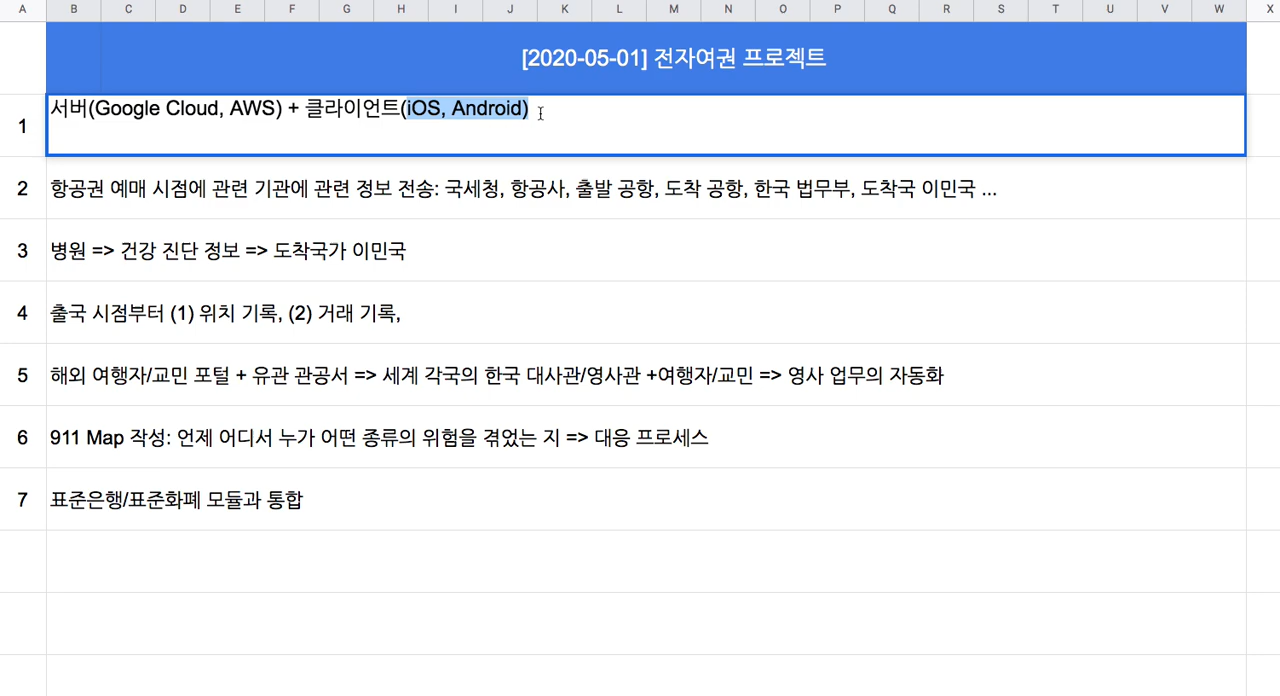 A B C D E F G H I J K L M N O P Q R S T U V W X
[2020-05-01] 전자여권 프로젝트
1 서버(Google Cloud, AWS) + 클라이언트(iOS, Android)
2 항공권 예매 시점에 관련 기관에 관련 정보 전송: 국세청, 항공사, 출발 공항, 도착 공항, 한국 법무부, 도착국 이민국 ...
3 병원 => 건강 진단 정보 => 도착국가 이민국
4 출국 시점부터 (1) 위치 기록, (2) 거래 기록,
5 해외 여행자/교민 포털 + 유관 관공서 => 세계 각국의 한국 대사관/영사관 +여행자/교민 => 영사 업무의 자동화
6 911 Map 작성: 언제 어디서 누가 어떤 종류의 위험을 겪었는 지 => 대응 프로세스
7 표준은행/표준화폐 모듈과 통합